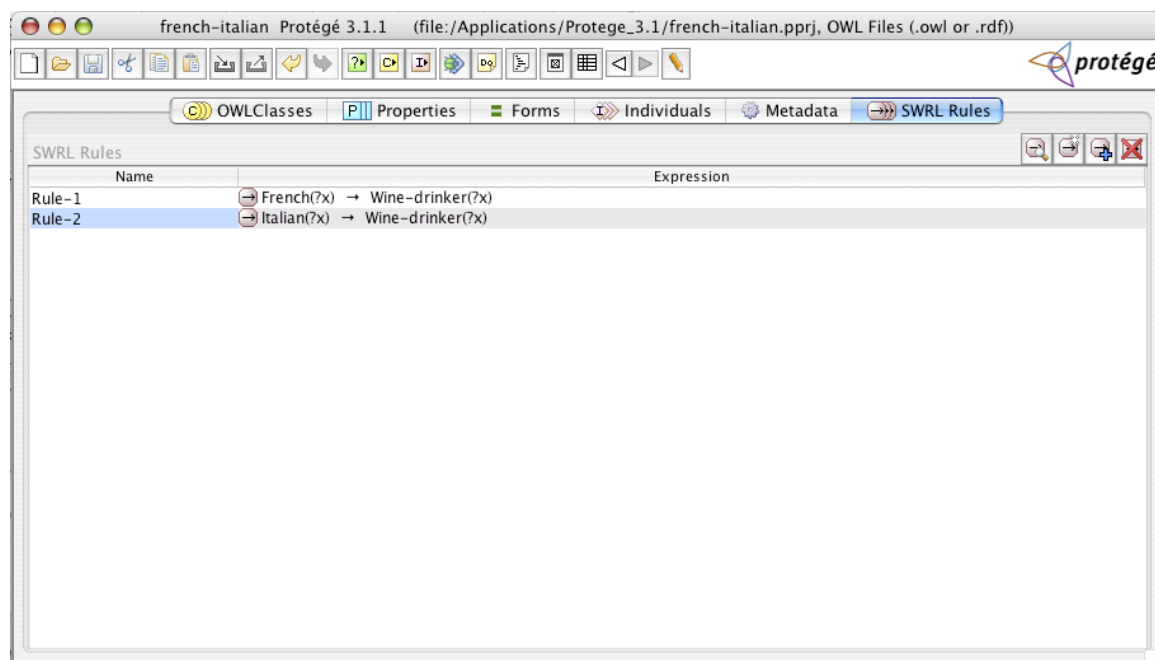 french-italian Protégé 3.1.1 (file:/Applications/Protege_3.1/french-italian.pprj, OWL Files (.owl or .rdf))
protégé
OWLClasses Properties Forms Individuals Metadata SWRL Rules
SWRL Rules
Name Expression
Rule-1 French(?x) → Wine-drinker(?x)
Rule-2 Italian(?x) → Wine-drinker(?x)